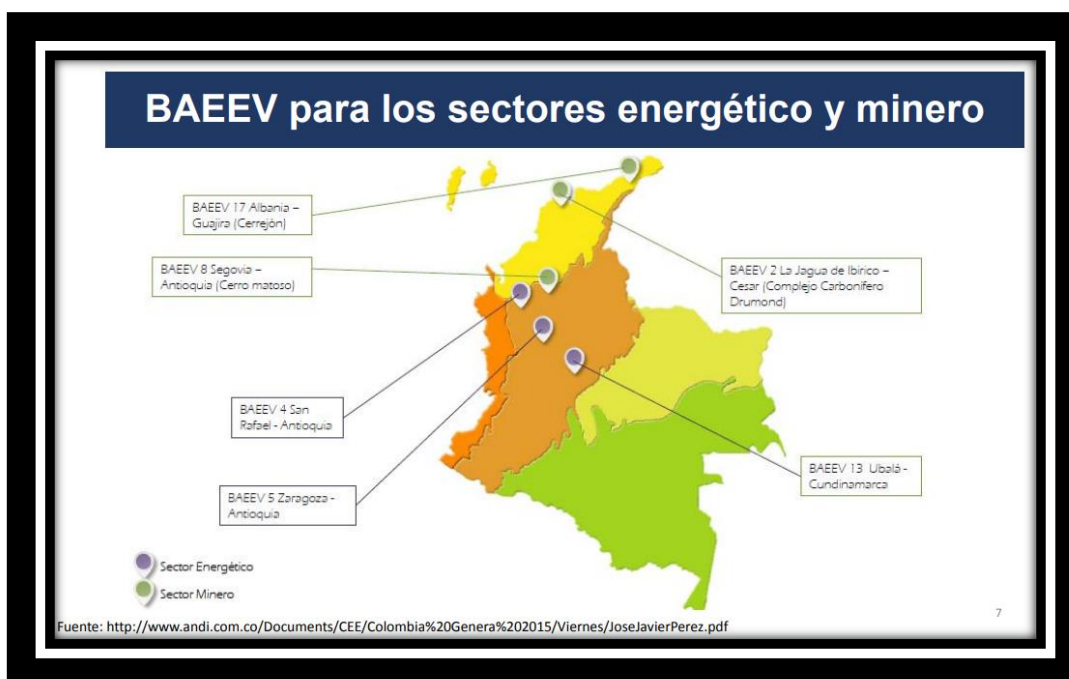 BAEEV para los sectores energético y minero
BAEEV 17 Albania –
Guajira (Cerrejón)
BAEEV 8 Segovia –
Antioquia (Cerro matoso)
BAEEV 2 La Jagua de Ibirico –
Cesar (Complejo Carbonífero
Drumond)
BAEEV 4 San
Rafael - Antioquia
BAEEV 13 Ubalá -
Cundinamarca
BAEEV 5 Zaragoza -
Antioquia
Sector Energético
Sector Minero
7
Fuente: http://www.andi.com.co/Documents/CEE/Colombia%20Genera%202015/Viernes/JoseJavierPerez.pdf